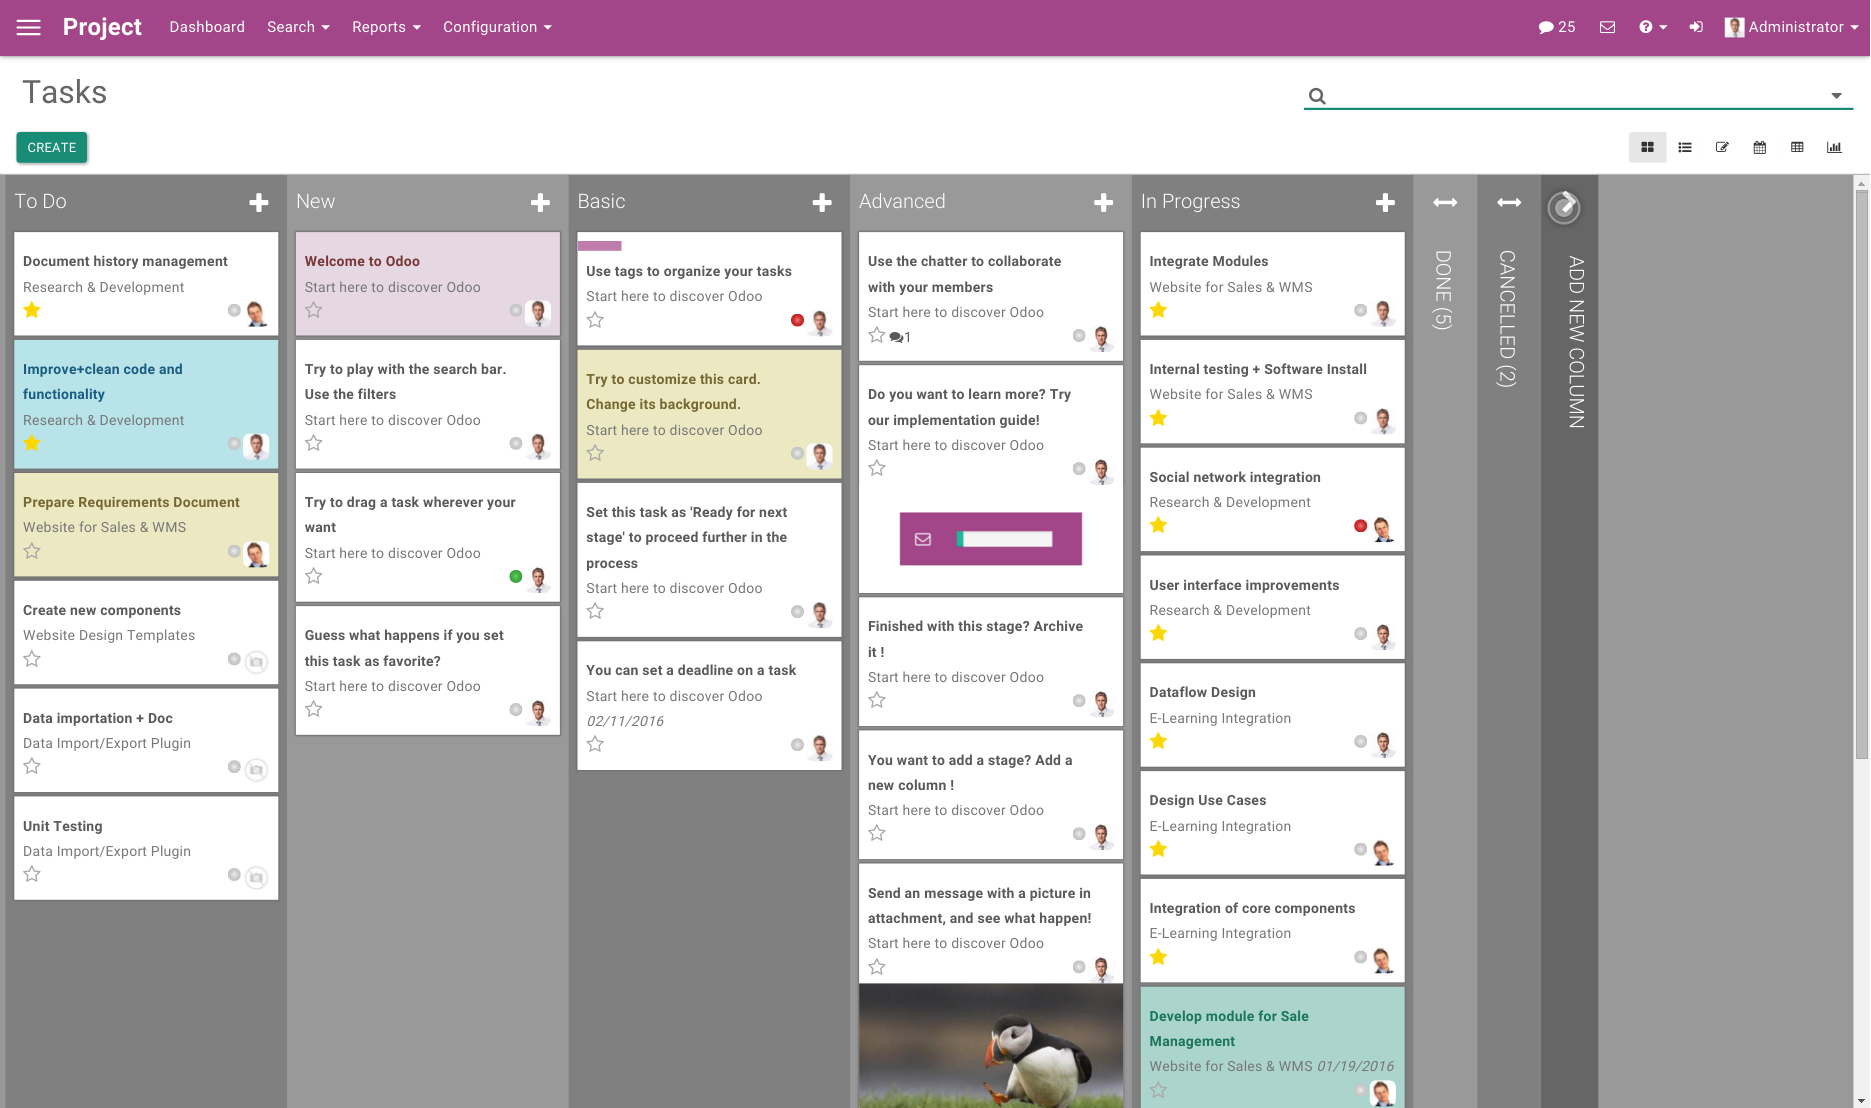 Project
Dashboard
Search
Reports
Configuration
25
Administrator
Tasks
CREATE
To Do
Document history management
Research & Development
Improve+clean code and
functionality
Research & Development
Prepare Requirements Document
Website for Sales & WMS
Create new components
Website Design Templates
Data importation + Doc
Data Import/Export Plugin
Unit Testing
Data Import/Export Plugin
New
Welcome to Odoo
Start here to discover Odoo
Try to play with the search bar.
Use the filters
Start here to discover Odoo
Try to drag a task wherever your
want
Start here to discover Odoo
Guess what happens if you set
this task as favorite?
Start here to discover Odoo
Basic
Use tags to organize your tasks
Start here to discover Odoo
Try to customize this card.
Change its background.
Start here to discover Odoo
Set this task as 'Ready for next
stage' to proceed further in the
process
Start here to discover Odoo
You can set a deadline on a task
Start here to discover Odoo
02/11/2016
Advanced
Use the chatter to collaborate
with your members
Start here to discover Odoo
1
Do you want to learn more? Try
our implementation guide!
Start here to discover Odoo
Finished with this stage? Archive
it !
Start here to discover Odoo
You want to add a stage? Add a
new column !
Start here to discover Odoo
Send an message with a picture in
attachment, and see what happen!
Start here to discover Odoo
In Progress
Integrate Modules
Website for Sales & WMS
Internal testing + Software Install
Website for Sales & WMS
Social network integration
Research & Development
User interface improvements
Research & Development
Dataflow Design
E-Learning Integration
Design Use Cases
E-Learning Integration
Integration of core components
E-Learning Integration
Develop module for Sale
Management
Website for Sales & WMS 01/19/2016
DONE (5)
CANCELLED (2)
ADD NEW COLUMN